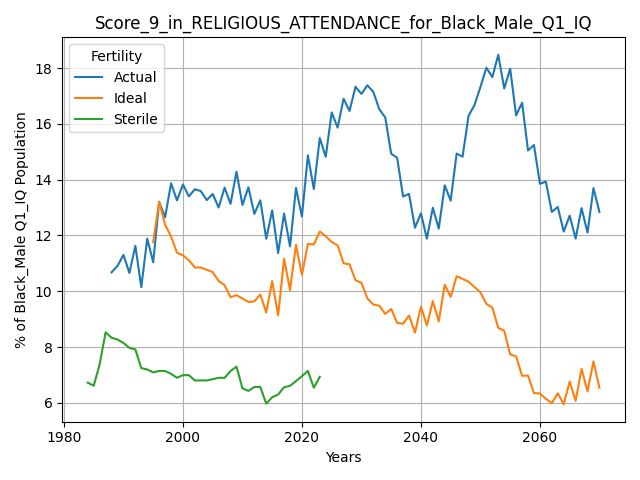 Score_9_in_RELIGIOUS_ATTENDANCE_for_Black_Male_Q1_IQ
Fertility
Actual
Ideal
Sterile
% of Black_Male Q1_IQ Population
18
16
14
12
10
8
6
1980
2000
2020
2040
2060
Years